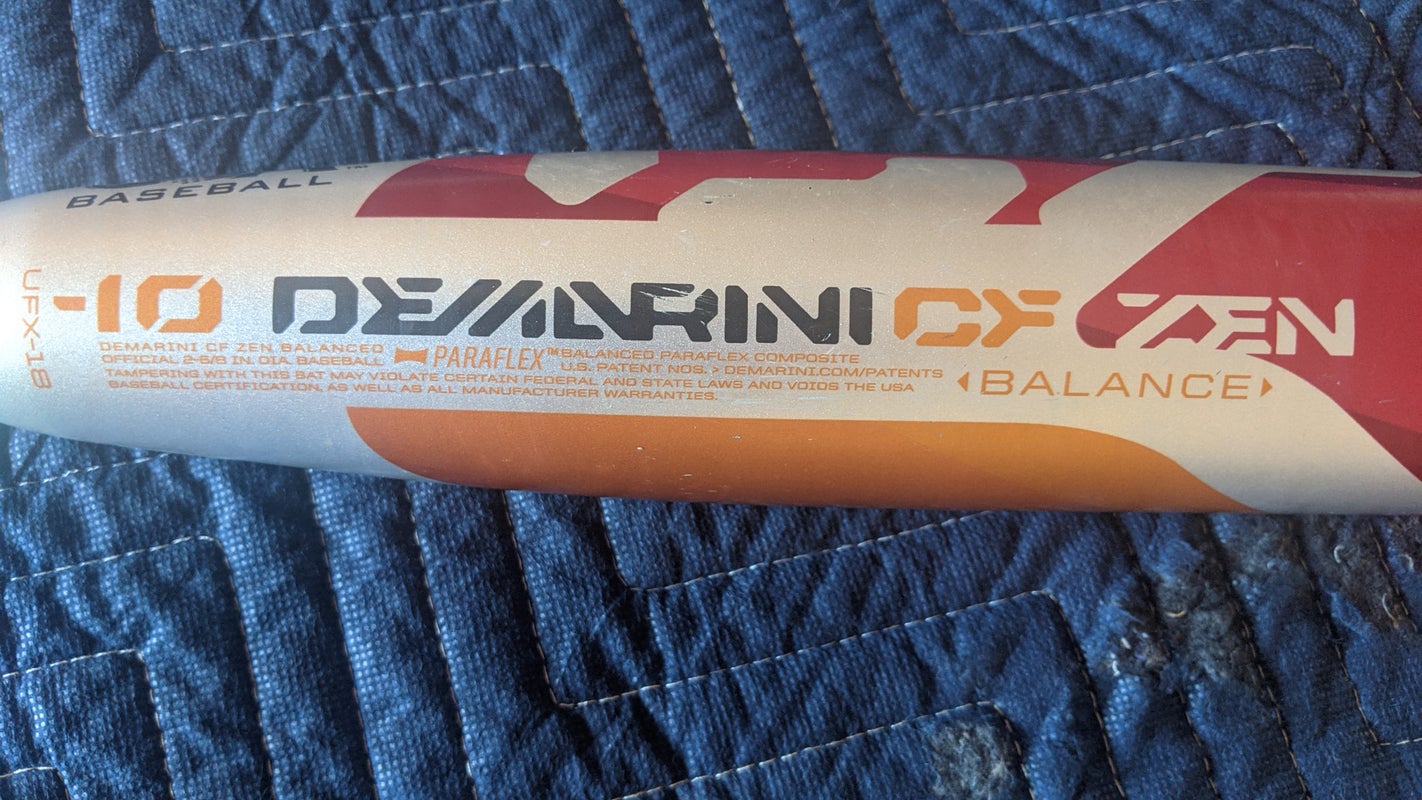 BASEBALL
UFX-18
-10 DEMARINI CF ZEN
DEMARINI CF ZEN BALANCED
OFFICIAL 2-5/8 IN. DIA. BASEBALL
PARAFLEX™ BALANCED PARAFLEX COMPOSITE
U.S. PATENT NOS. > DEMARINI.COM/PATENTS
TAMPERING WITH THIS BAT MAY VIOLATE CERTAIN FEDERAL AND STATE LAWS AND VOIDS THE USA
BASEBALL CERTIFICATION, AS WELL AS ALL MANUFACTURER WARRANTIES.
BALANCE